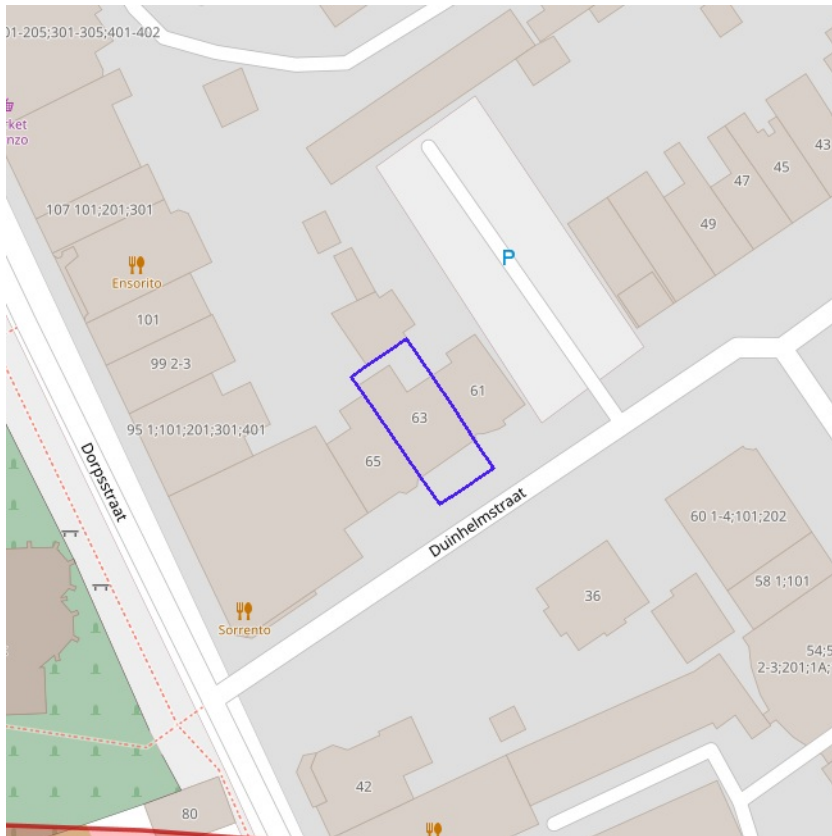 01-205;301-305;401-402
rket
nzo
43
45
47
107 101;201;301
49
P
Ensorito
101
99 2-3
61
63
95 1;101;201;301;401
65
Dorpsstraat
Duinhelmstraat
60 1-4;101;202
58 1;101
36
Sorrento
54;5
2-3;201;1A;
42
80